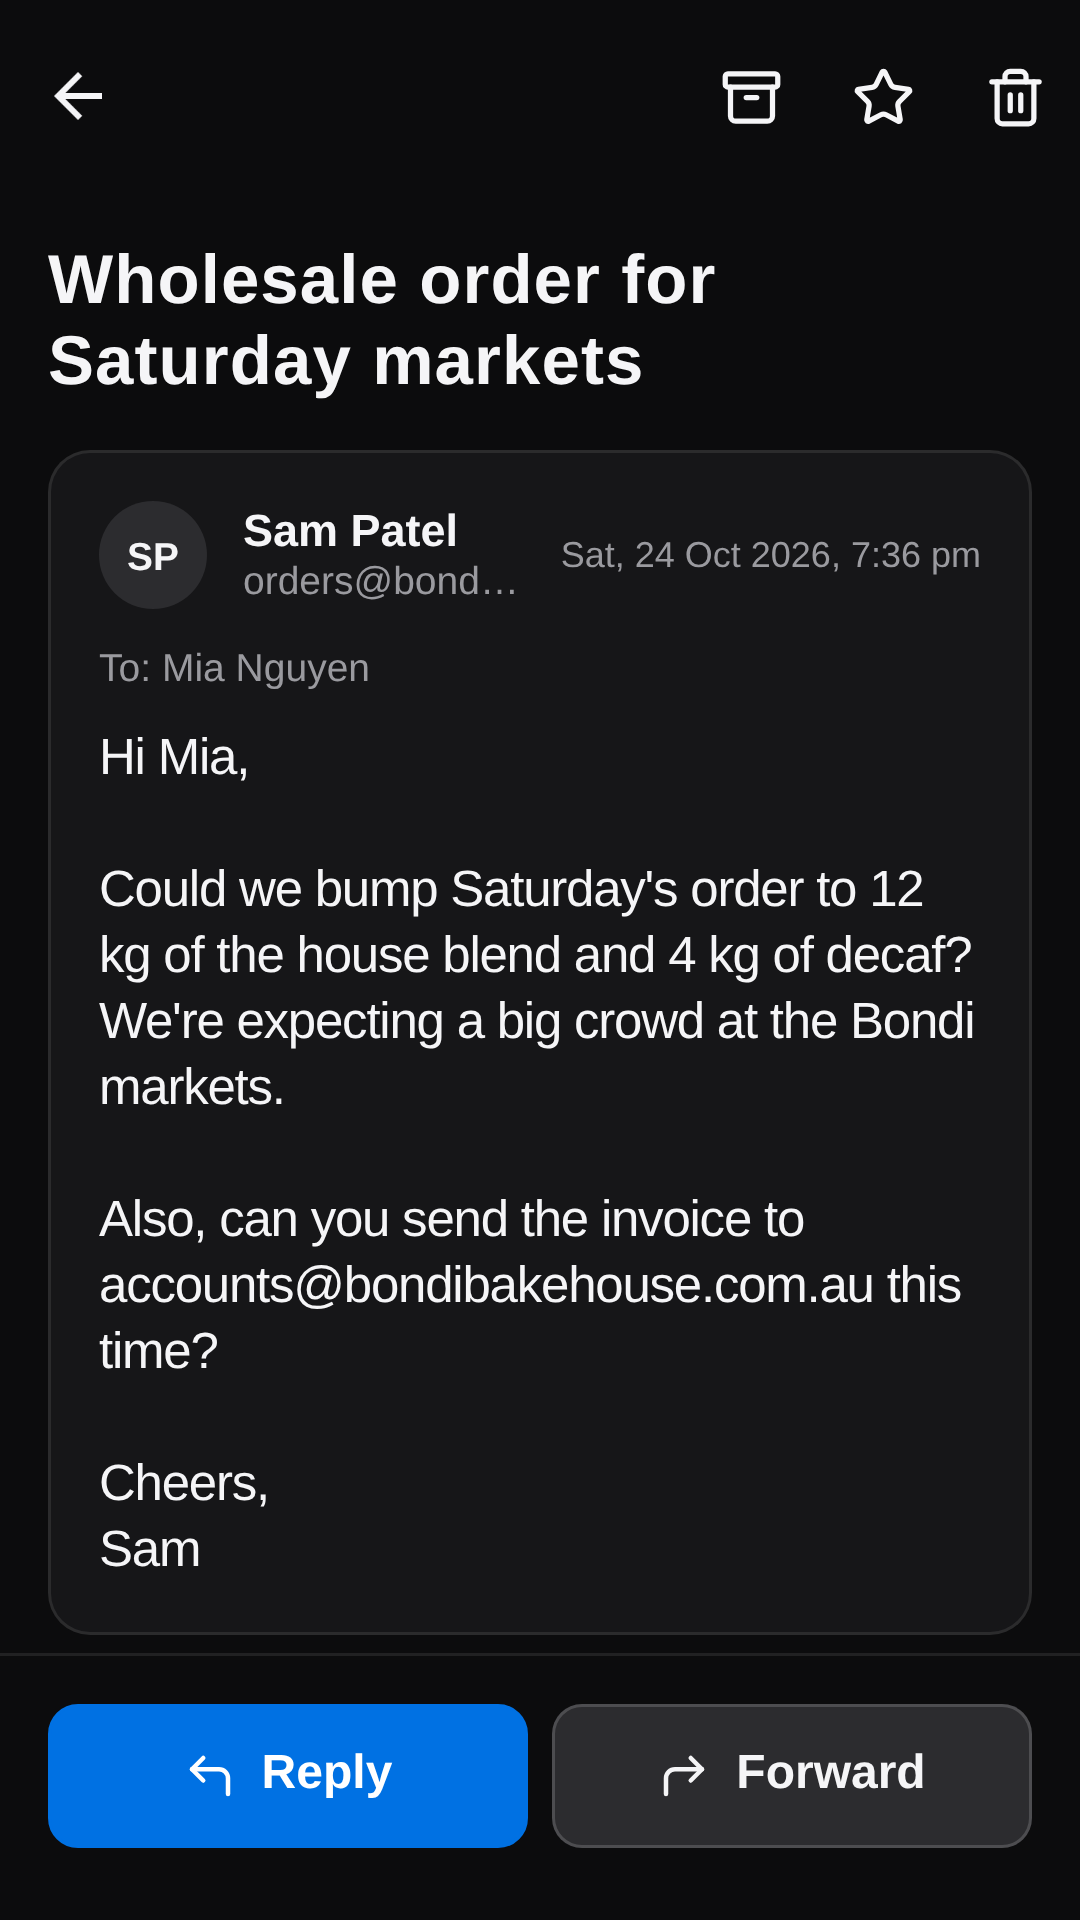 Wholesale order for
Saturday markets
SP
Sam Patel
orders@bond…
Sat, 24 Oct 2026, 7:36 pm
To: Mia Nguyen
Hi Mia,
Could we bump Saturday's order to 12
kg of the house blend and 4 kg of decaf?
We're expecting a big crowd at the Bondi
markets.
Also, can you send the invoice to
accounts@bondibakehouse.com.au this
time?
Cheers,
Sam
Reply
Forward